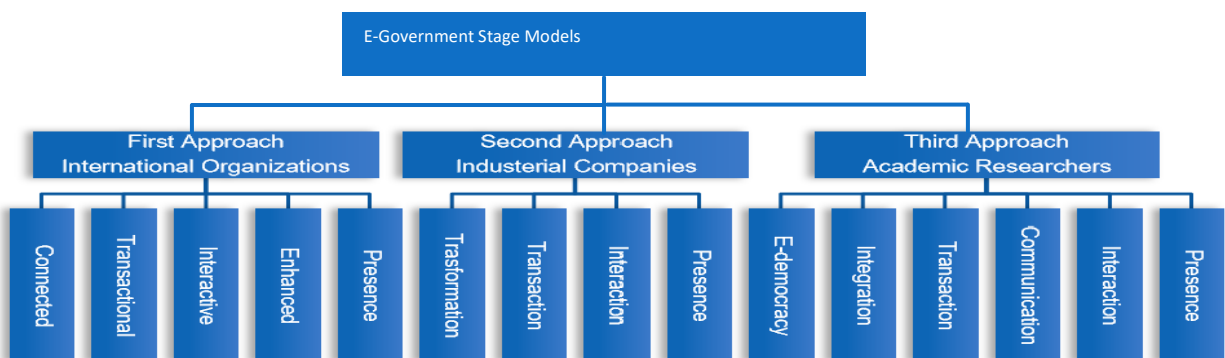 E-Government Stage Models
First Approach
International Organizations
Second Approach
Industerial Companies
Third Approach
Academic Researchers
Connected
Transactional
Interactive
Enhanced
Presence
Trasformation
Transaction
Interaction
Presence
E-democracy
Integration
Transaction
Communication
Interaction
Presence